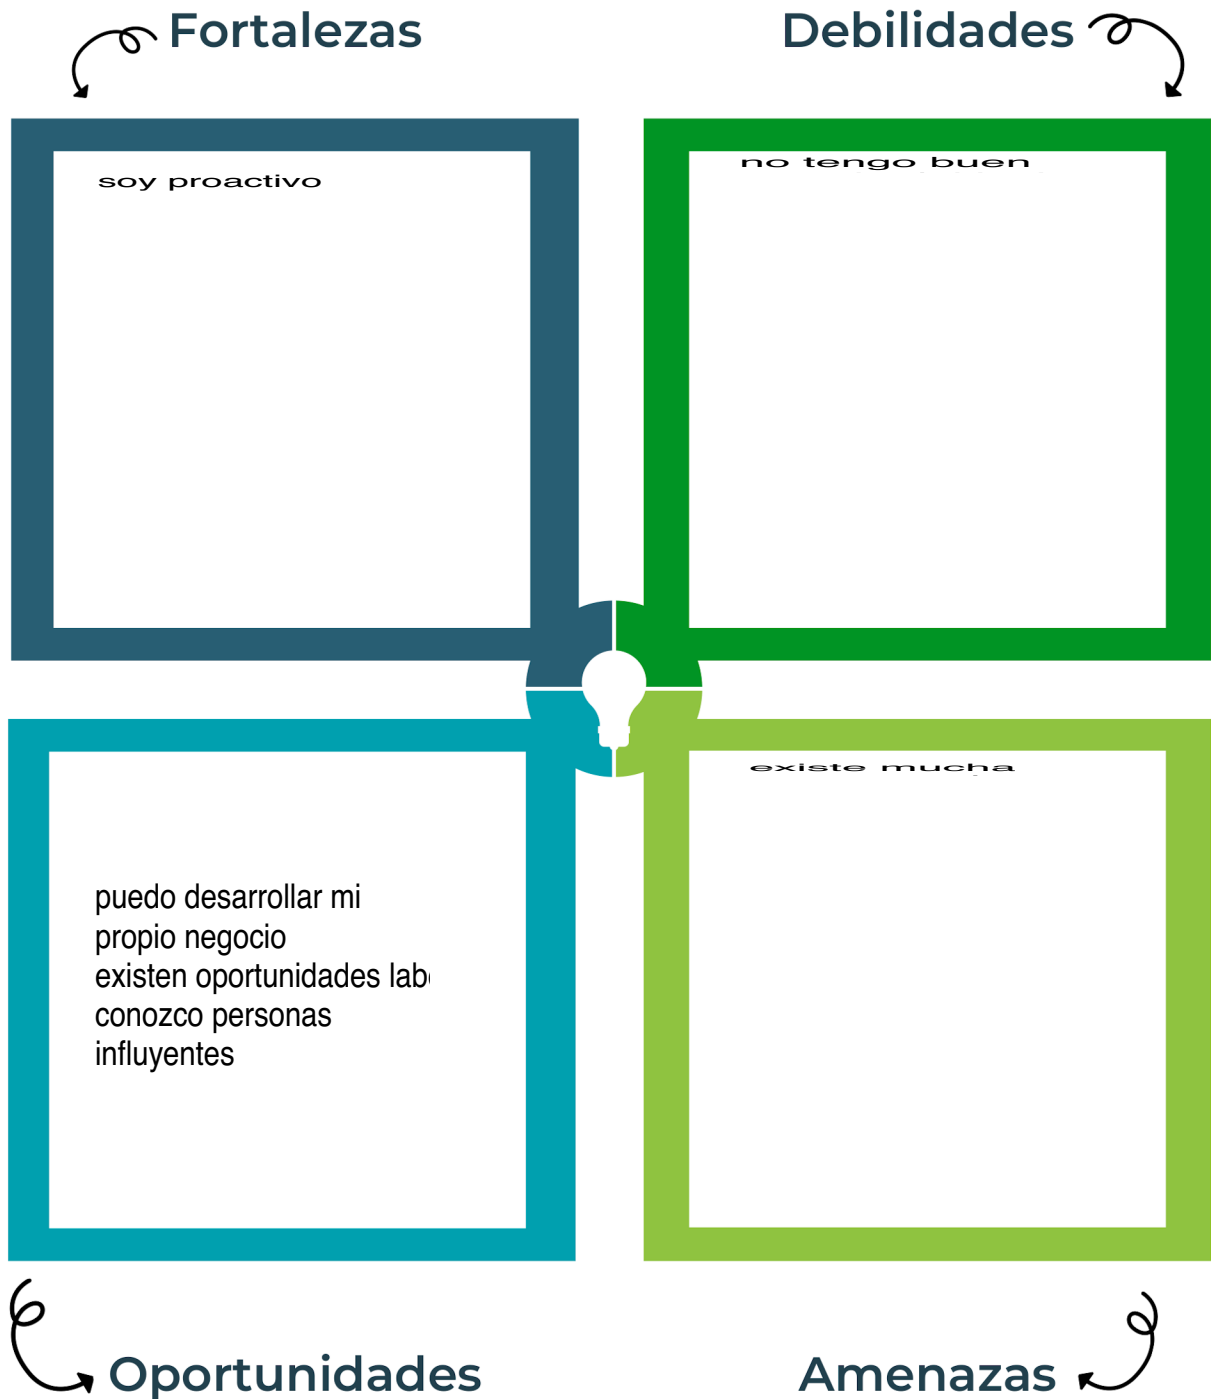 Fortalezas
Debilidades
soy proactivo
no tengo buen
puedo desarrollar mi
propio negocio
existen oportunidades
conozco personas
influyentes
existe mucha
Oportunidades
Amenazas